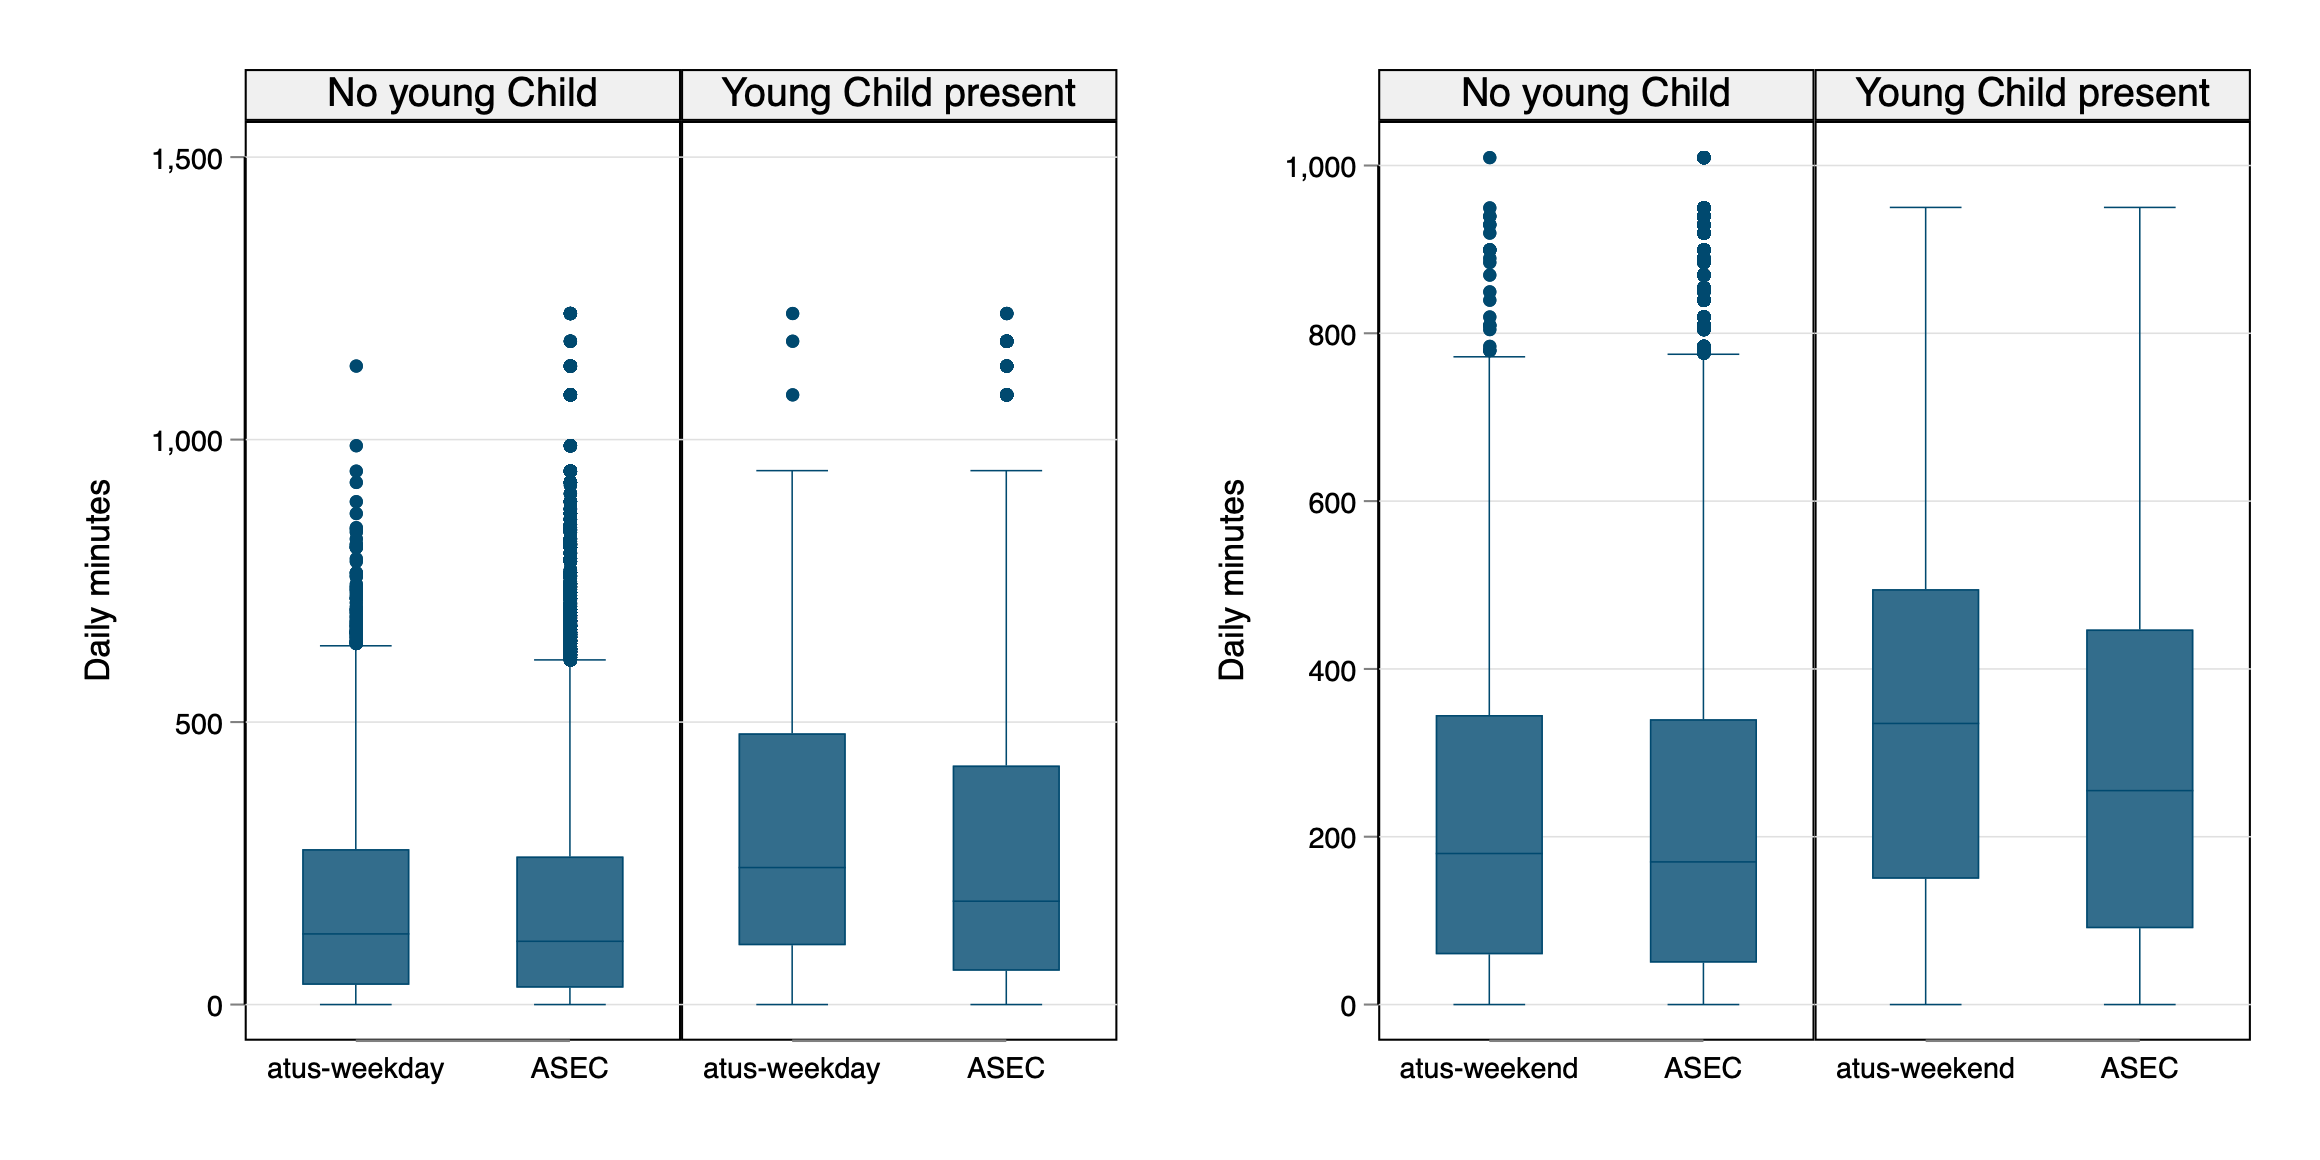 No young Child
Young Child present
1,500
1,000
500
0
Daily minutes
atus-weekday
ASEC
atus-weekday
ASEC
No young Child
Young Child present
1,000
800
600
400
200
0
Daily minutes
atus-weekend
ASEC
atus-weekend
ASEC